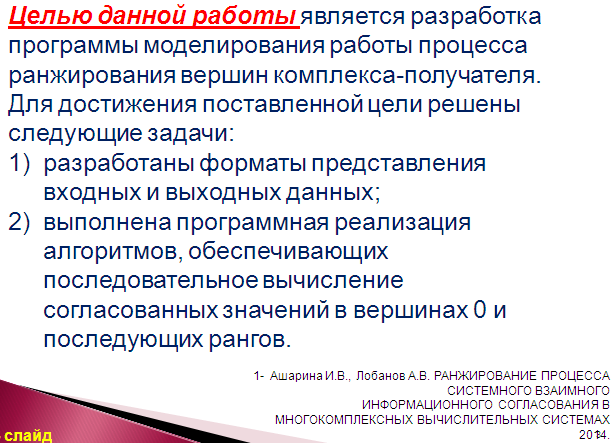 Целью данной работы является разработка
программы моделирования работы процесса
ранжирования вершин комплекса-получателя.
Для достижения поставленной цели решены
следующие задачи:
1) разработаны форматы представления
входных и выходных данных;
2) выполнена программная реализация
алгоритмов, обеспечивающих
последовательное вычисление
согласованных значений в вершинах 0 и
последующих рангов.
1- Ашарина И.В., Лобанов А.В. РАНЖИРОВАНИЕ ПРОЦЕССА
СИСТЕМНОГО ВЗАИМНОГО
ИНФОРМАЦИОННОГО СОГЛАСОВАНИЯ В
МНОГОКОМПЛЕКСНЫХ ВЫЧИСЛИТЕЛЬНЫХ СИСТЕМАХ
слайд